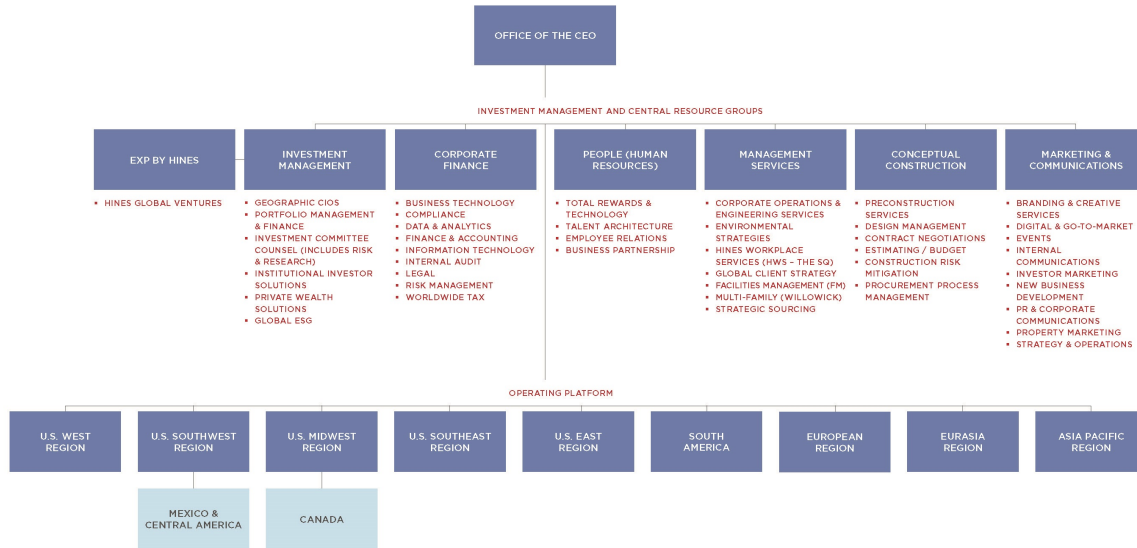 OFFICE OF THE CEO
INVESTMENT MANAGEMENT AND CENTRAL RESOURCE GROUPS
EXP BY HINES
▪ HINES GLOBAL VENTURES
INVESTMENT
MANAGEMENT
▪ GEOGRAPHIC CIOS
▪ PORTFOLIO MANAGEMENT
& FINANCE
▪ INVESTMENT COMMITTEE
COUNSEL (INCLUDES RISK
& RESEARCH)
▪ INSTITUTIONAL INVESTOR
SOLUTIONS
▪ PRIVATE WEALTH
SOLUTIONS
▪ GLOBAL ESG
CORPORATE
FINANCE
▪ BUSINESS TECHNOLOGY
▪ COMPLIANCE
▪ DATA & ANALYTICS
▪ FINANCE & ACCOUNTING
▪ INFORMATION TECHNOLOGY
▪ INTERNAL AUDIT
▪ LEGAL
▪ RISK MANAGEMENT
▪ WORLDWIDE TAX
PEOPLE (HUMAN
RESOURCES)
▪ TOTAL REWARDS &
TECHNOLOGY
▪ TALENT ARCHITECTURE
▪ EMPLOYEE RELATIONS
▪ BUSINESS PARTNERSHIP
MANAGEMENT
SERVICES
▪ CORPORATE OPERATIONS &
ENGINEERING SERVICES
▪ ENVIRONMENTAL
STRATEGIES
▪ HINES WORKPLACE
SERVICES (HWS – THE SQ)
▪ GLOBAL CLIENT STRATEGY
▪ FACILITIES MANAGEMENT (FM)
▪ MULTI-FAMILY (WILLOWICK)
▪ STRATEGIC SOURCING
CONCEPTUAL
CONSTRUCTION
▪ PRECONSTRUCTION
SERVICES
▪ DESIGN MANAGEMENT
▪ CONTRACT NEGOTIATIONS
▪ ESTIMATING / BUDGET
▪ CONSTRUCTION RISK
MITIGATION
▪ PROCUREMENT PROCESS
MANAGEMENT
MARKETING &
COMMUNICATIONS
▪ BRANDING & CREATIVE
SERVICES
▪ DIGITAL & GO-TO-MARKET
▪ EVENTS
▪ INTERNAL
COMMUNICATIONS
▪ INVESTOR MARKETING
▪ NEW BUSINESS
DEVELOPMENT
▪ PR & CORPORATE
COMMUNICATIONS
▪ PROPERTY MARKETING
▪ STRATEGY & OPERATIONS
OPERATING PLATFORM
U.S. WEST
REGION
U.S. SOUTHWEST
REGION
U.S. MIDWEST
REGION
U.S. SOUTHEAST
REGION
U.S. EAST
REGION
SOUTH
AMERICA
EUROPEAN
REGION
EURASIA
REGION
ASIA PACIFIC
REGION
MEXICO &
CENTRAL AMERICA
CANADA